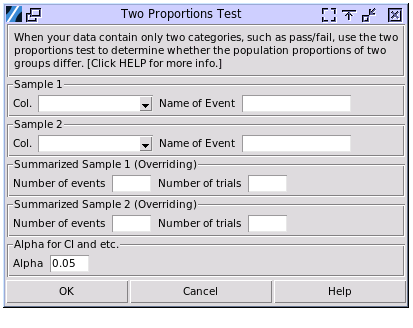 Two Proportions Test
When your data contain only two categories, such as pass/fail, use the two
proportions test to determine whether the population proportions of two
groups differ. [Click HELP for more info.]
Sample 1
Col. Name of Event
Sample 2
Col. Name of Event
Summarized Sample 1 (Overriding)
Number of events Number of trials
Summarized Sample 2 (Overriding)
Number of events Number of trials
Alpha for CI and etc.
Alpha 0.05
OK Cancel Help